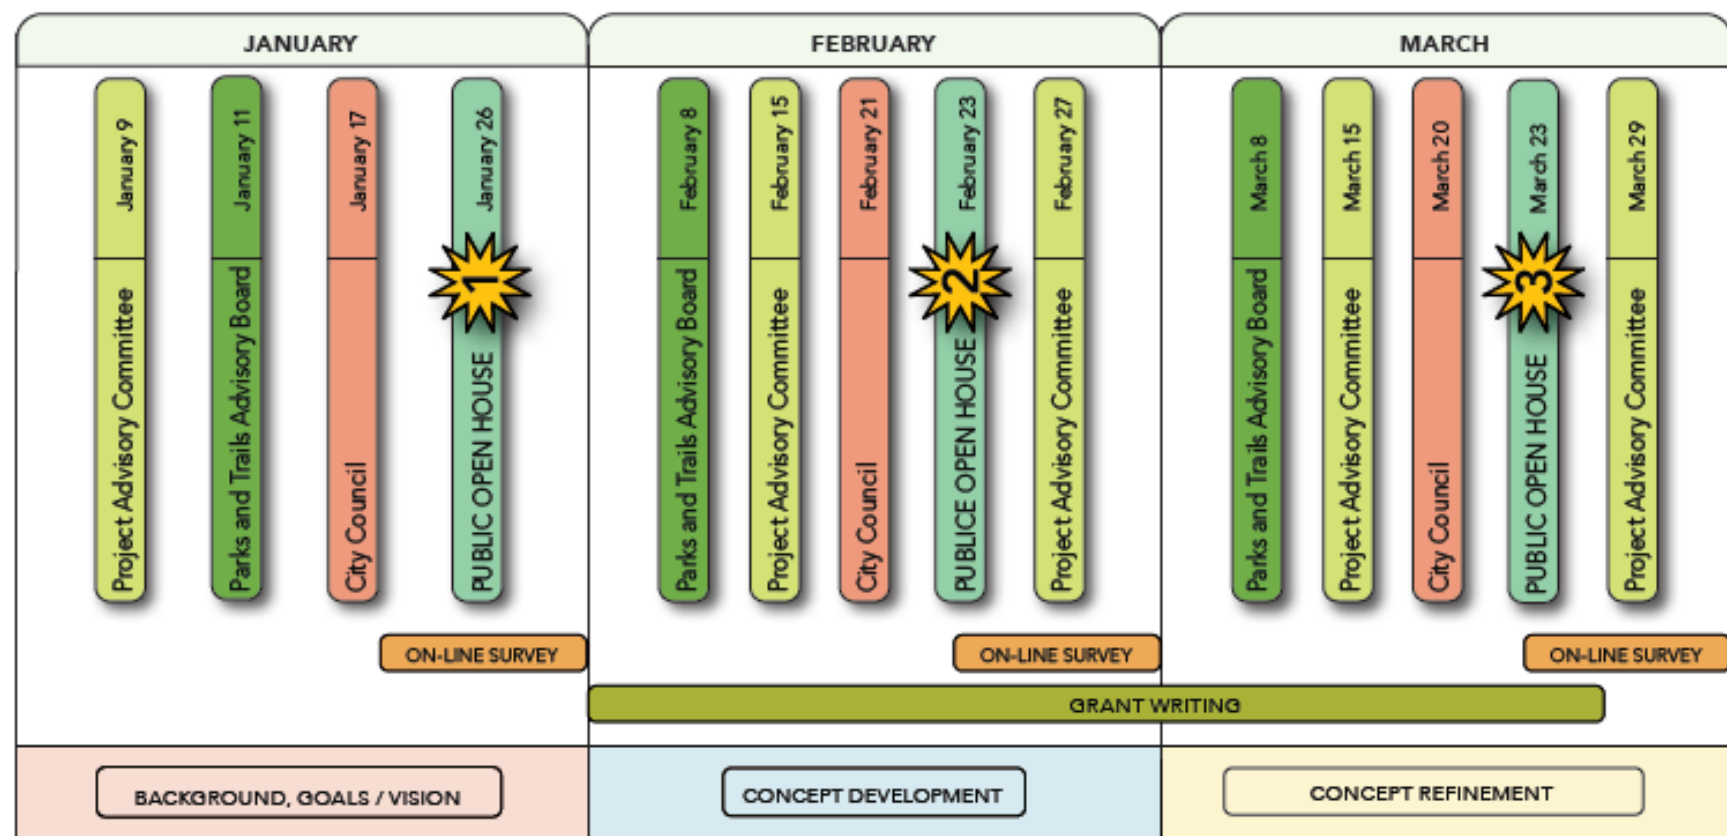 JANUARY
FEBRUARY
MARCH
January 9
Project Advisory Committee
January 11
Parks and Trails Advisory Board
January 17
City Council
January 26
1
PUBLIC OPEN HOUSE
February 8
Parks and Trails Advisory Board
February 15
Project Advisory Committee
February 21
City Council
February 23
2
PUBLICE OPEN HOUSE
February 27
Project Advisory Committee
March 8
Parks and Trails Advisory Board
March 15
Project Advisory Committee
March 20
City Council
March 23
3
PUBLIC OPEN HOUSE
March 29
Project Advisory Committee
ON-LINE SURVEY
ON-LINE SURVEY
ON-LINE SURVEY
GRANT WRITING
BACKGROUND, GOALS / VISION
CONCEPT DEVELOPMENT
CONCEPT REFINEMENT